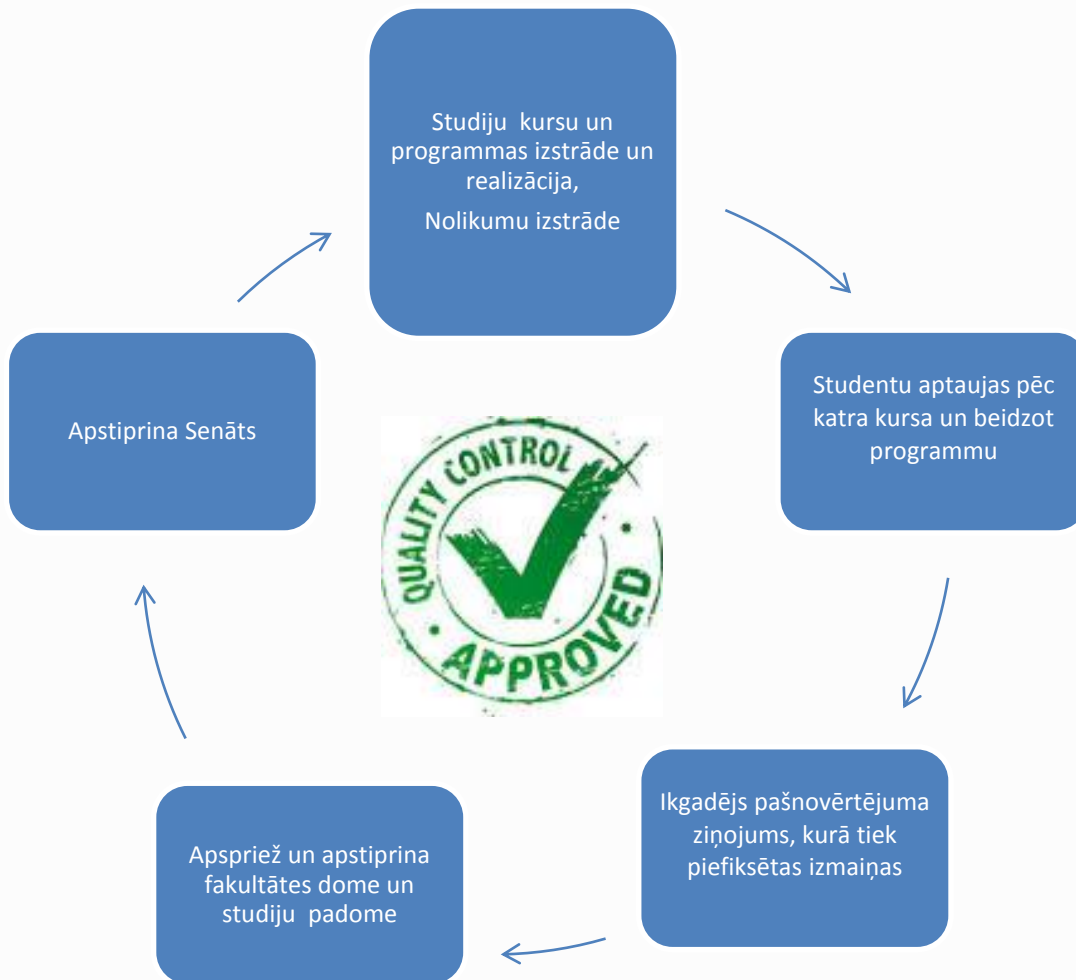 Studiju kursu un
programmas izstrāde un
realizācija,
Nolikumu izstrāde
Studentu aptaujas pēc
katra kursa un beidzot
programmu
Ikgadējs pašnovērtējuma
ziņojums, kurā tiek
piefiksētas izmaiņas
Apspriež un apstiprina
fakultātes dome un
studiju padome
Apstiprina Senāts
QUALITY CONTROL
APPROVED